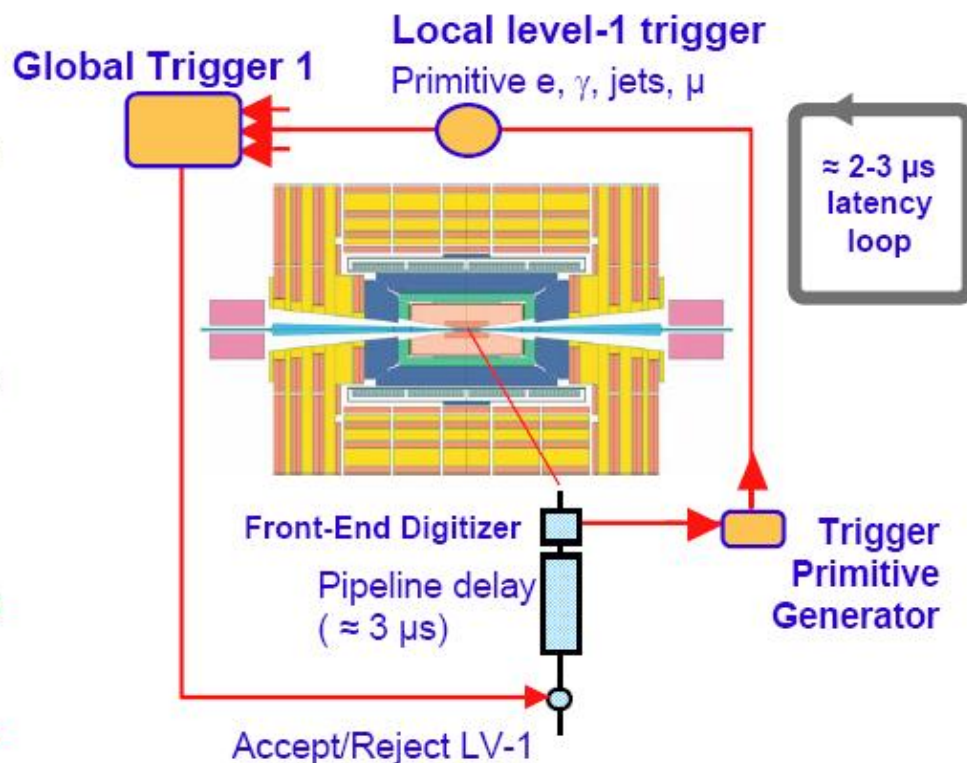 Local level-1 trigger
Global Trigger 1
Primitive e, γ, jets, μ
≈ 2-3 μs
latency
loop
Front-End Digitizer
Pipeline delay
( ≈ 3 μs)
Trigger
Primitive
Generator
Accept/Reject LV-1